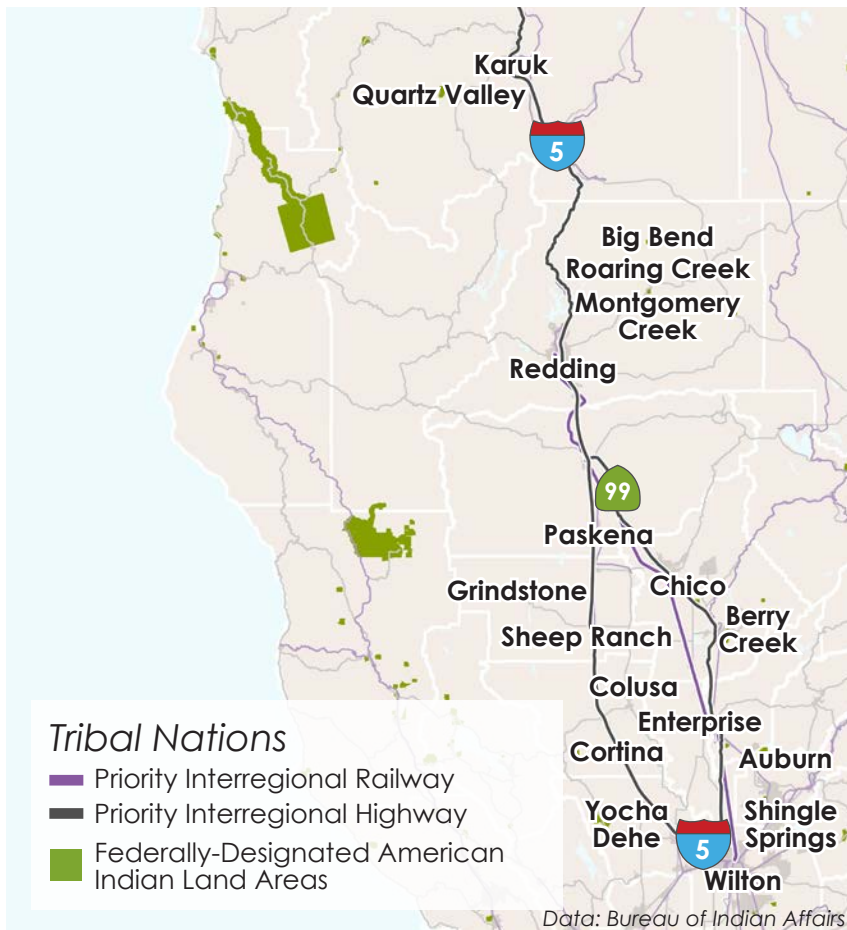 Karuk
Quartz Valley
5
Big Bend
Roaring Creek
Montgomery
Creek
Redding
99
Paskena
Grindstone
Chico
Berry
Creek
Sheep Ranch
Colusa
Enterprise
Cortina
Auburn
Yocha
Dehe
5
Shingle
Springs
Wilton
Tribal Nations
Priority Interregional Railway
Priority Interregional Highway
Federally-Designated American
Indian Land Areas
Data: Bureau of Indian Affairs